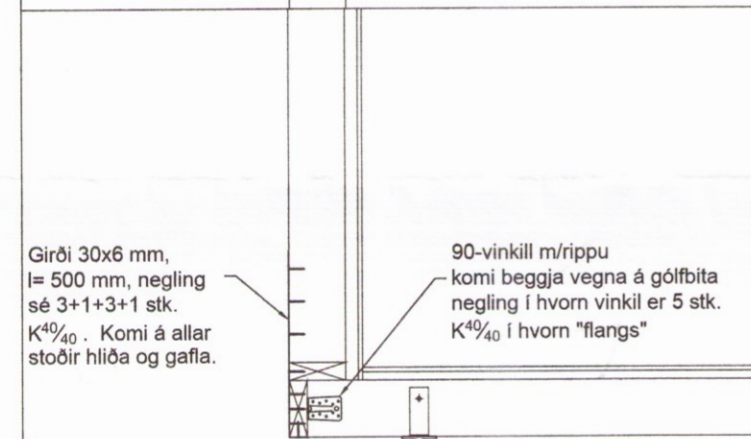 Girði 30x6 mm,
l= 500 mm, negling
sé 3+1+3+1 stk.
K⁴⁰⁄₄₀ . Komi á allar
stoðir hliða og gafla.
90-vinkill m/rippu
komi beggja vegna á gólfbita
negling í hvorn vinkil er 5 stk.
K⁴⁰⁄₄₀ í hvorn "flangs"